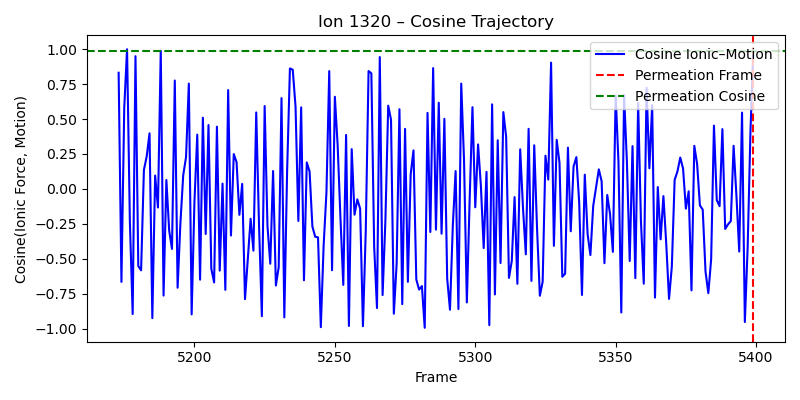 Ion 1320 – Cosine Trajectory
Cosine(Ionic Force, Motion)
1.00
0.75
0.50
0.25
0.00
−0.25
−0.50
−0.75
−1.00
Cosine Ionic–Motion
Permeation Frame
Permeation Cosine
5200
5250
5300
5350
5400
Frame